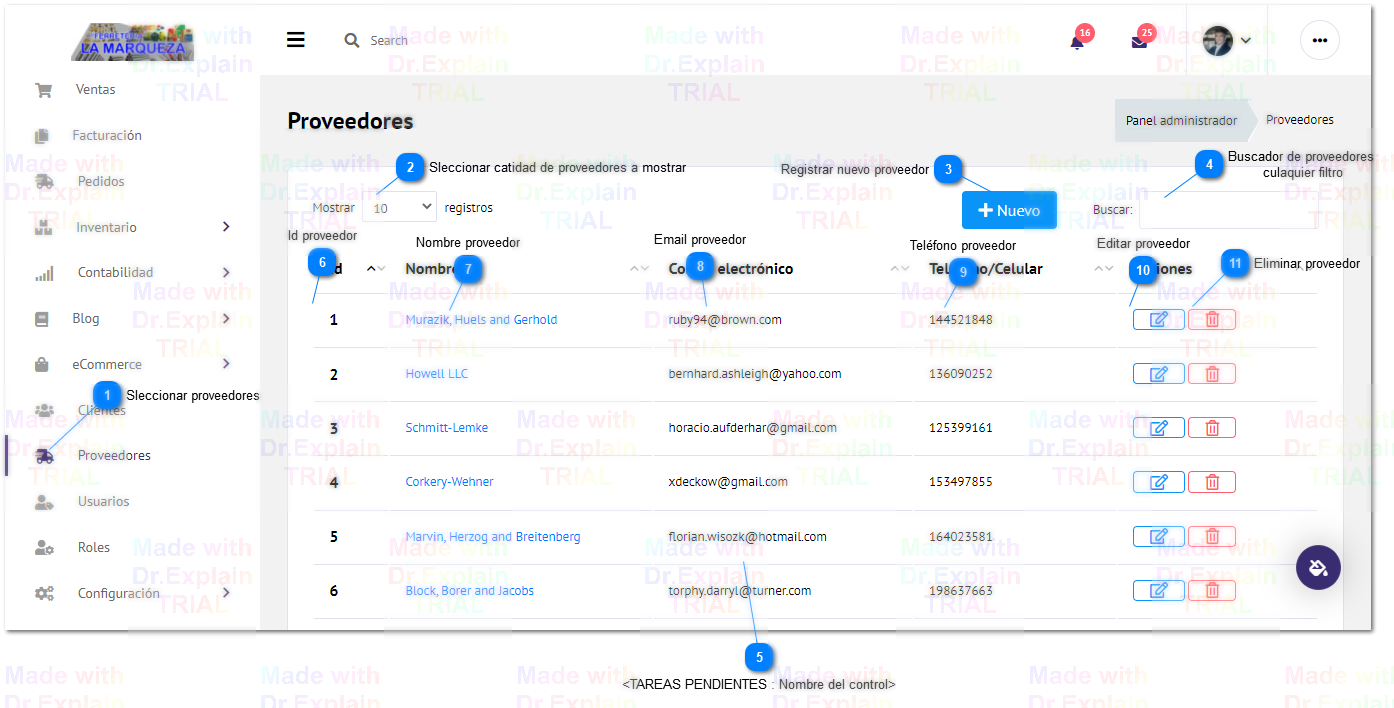 FERRETERIA
LA MARQUEZA
Search
16
25
Ventas
Facturación
Pedidos
Inventario
Contabilidad
Blog
eCommerce
1 Sleccionar proveedores
Clientes
Proveedores
Usuarios
Roles
Configuración
Proveedores
Panel administrador
Proveedores
2 Sleccionar catidad de proveedores a mostrar
Registrar nuevo proveedor 3
4 Buscador de proveedores
culaquier filtro
Mostrar 10 registros
Nuevo
Buscar:
Id proveedor
Nombre proveedor
Email proveedor
Teléfono proveedor
Editar proveedor
6
7
8
9
10
11 Eliminar proveedor
Nombre
electrónico
/Celular
1 Murazik, Huels and Gerhold ruby94@brown.com 144521848
2 Howell LLC bernhard.ashleigh@yahoo.com 136090252
3 Schmitt-Lemke horacio.aufderhar@gmail.com 125399161
4 Corkery-Wehner xdeckow@gmail.com 153497855
5 Marvin, Herzog and Breitenberg florian.wisozk@hotmail.com 164023581
6 Block, Borer and Jacobs torphy.darryl@turner.com 198637663
5
<TAREAS PENDIENTES : Nombre del control>
Made with
Dr.Explain
TRIAL